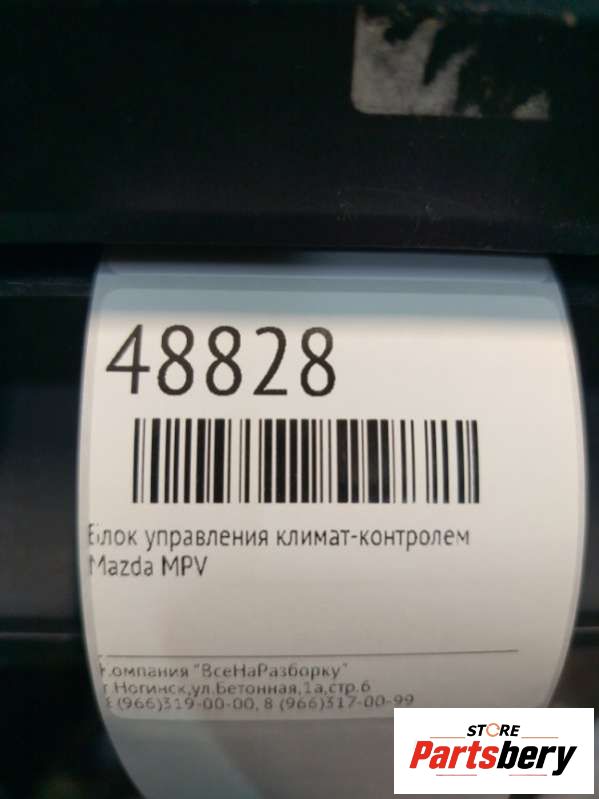 48828
Блок управления климат-контролем
Mazda MPV
Компания "ВсеНаРазборку"
г.Ногинск,ул.Бетонная,1а,стр.6
8(966)319-00-00, 8 (966)317-00-99
STORE
Partsbery